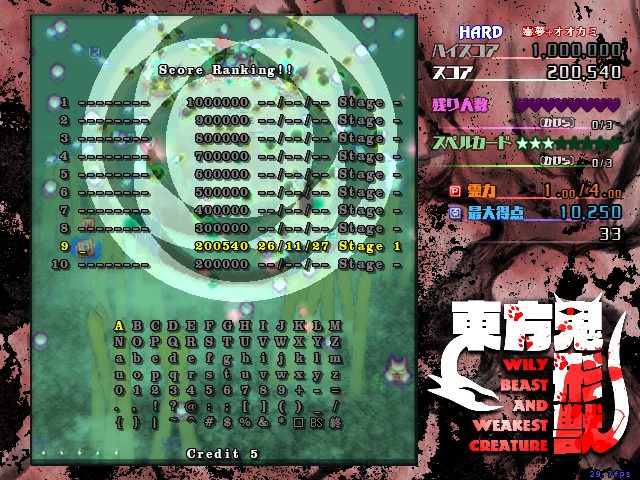 Score Ranking!!
1 -------- 1000000 --/--/-- Stage -
2 -------- 900000 --/--/-- Stage -
3 -------- 800000 --/--/-- Stage -
4 -------- 700000 --/--/-- Stage -
5 -------- 600000 --/--/-- Stage -
6 -------- 500000 --/--/-- Stage -
7 -------- 400000 --/--/-- Stage -
8 -------- 300000 --/--/-- Stage -
9 _ 200540 26/11/27 Stage 1
10 -------- 200000 --/--/-- Stage -
A B C D E F G H I J K L M
N O P Q R S T U V W X Y Z
a b c d e f g h i j k l m
n o p q r s t u v w x y z
0 1 2 3 4 5 6 7 8 9 + - =
. , ! ? @ : ; [ ] ( ) _ /
{ } | ~ ^ # $ % & * □ BS 終
Credit 5
HARD 霊夢+オオカミ
ハイスコア 1,000,000
スコア 200,540
残り人数
(かけら) 0/3
スペルカード ★★★
(かけら) 0/3
P 霊力 1.00/4.00
最大得点 10,250
33
東方鬼形獣
WILY
BEAST
AND
WEAKEST
CREATURE